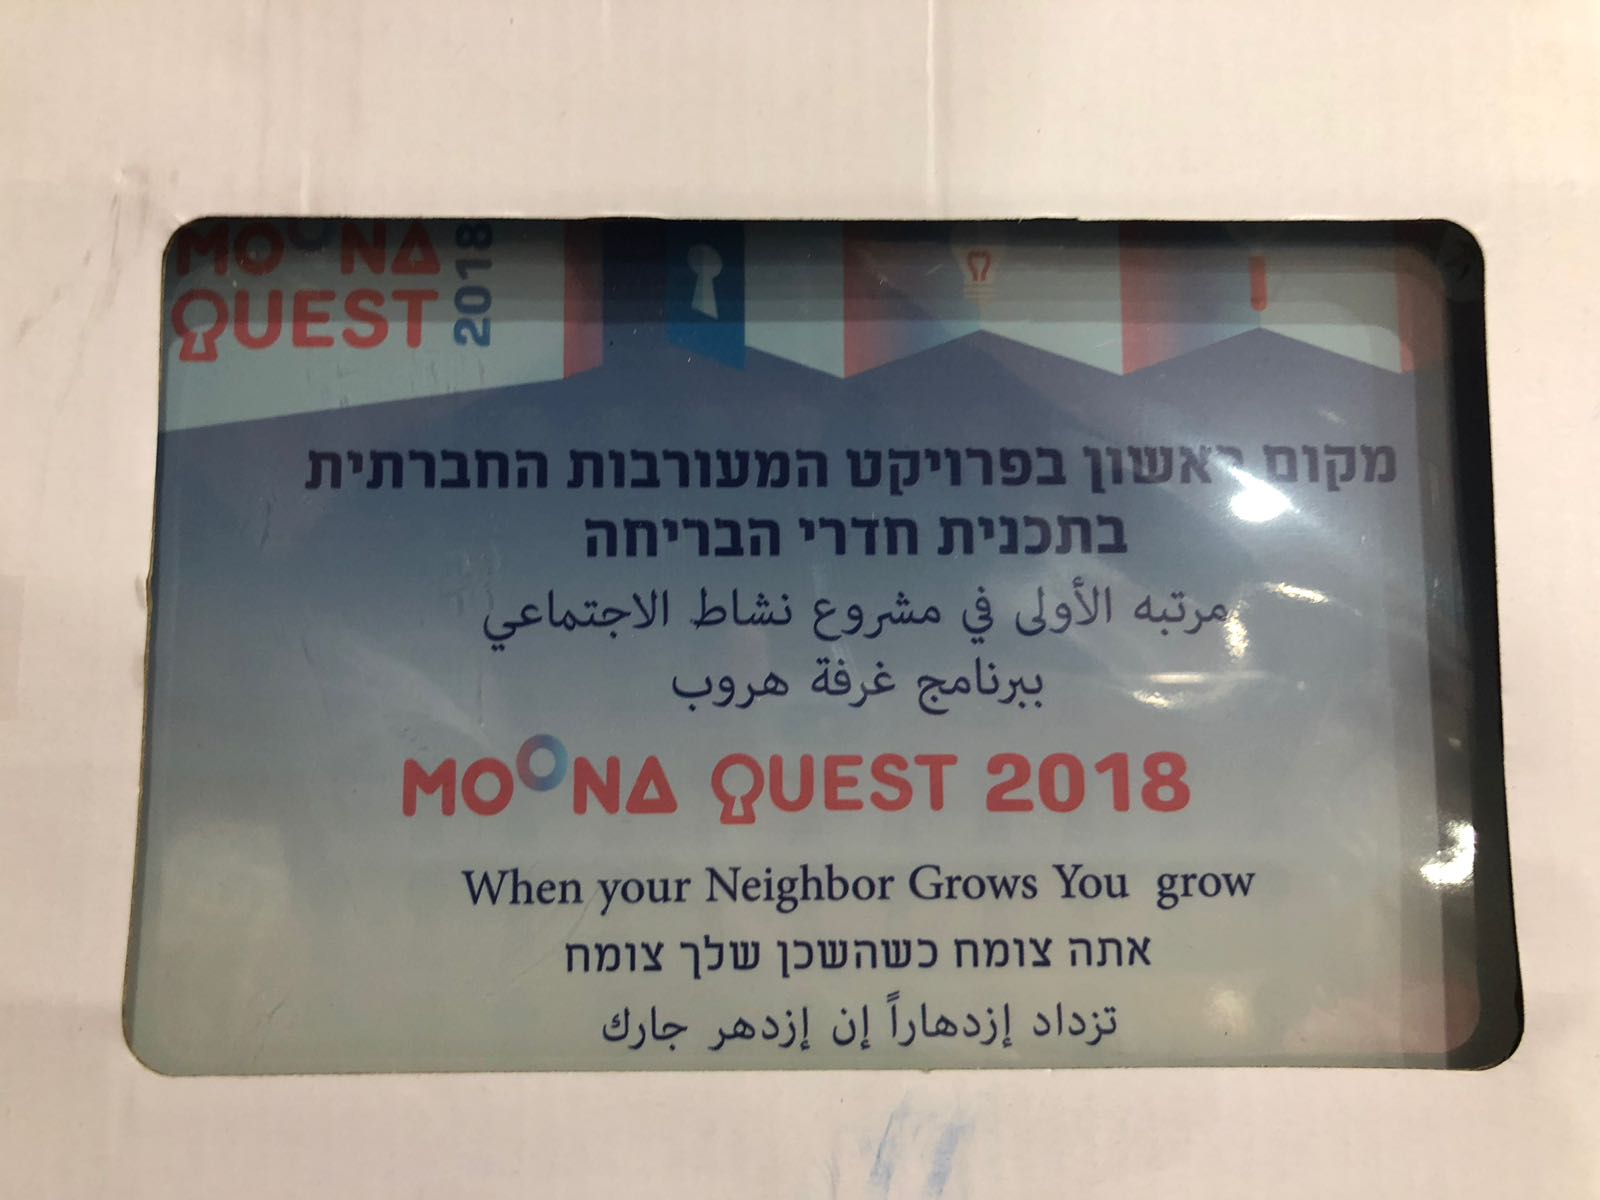 MOONA
QUEST
2018
מקום ראשון בפרויקט המעורבות החברתית
בתכנית חדרי הבריחה
مرتبه الأولى في مشروع نشاط الاجتماعي
ببرنامج غرفة هروب
MOONA QUEST 2018
When your Neighbor Grows You grow
אתה צומח כשהשכן שלך צומח
تزداد إزدهاراً إن إزدهر جارك